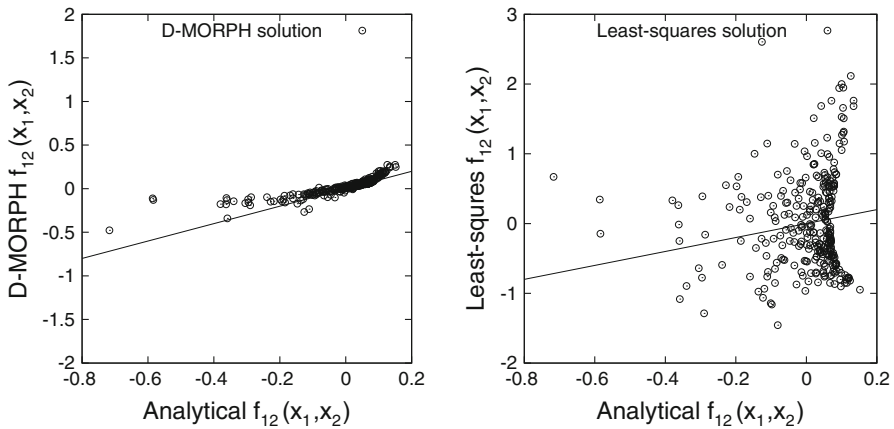 D-MORPH solution
2
1.5
1
0.5
0
-0.5
-1
-1.5
-2
-0.8 -0.6 -0.4 -0.2 0 0.2
D-MORPH f12 (x1,x2)
Analytical f12 (x1,x2)
Least-squares solution
3
2
1
0
-1
-2
-0.8 -0.6 -0.4 -0.2 0 0.2
Least-squres f12 (x1,x2)
Analytical f12 (x1,x2)